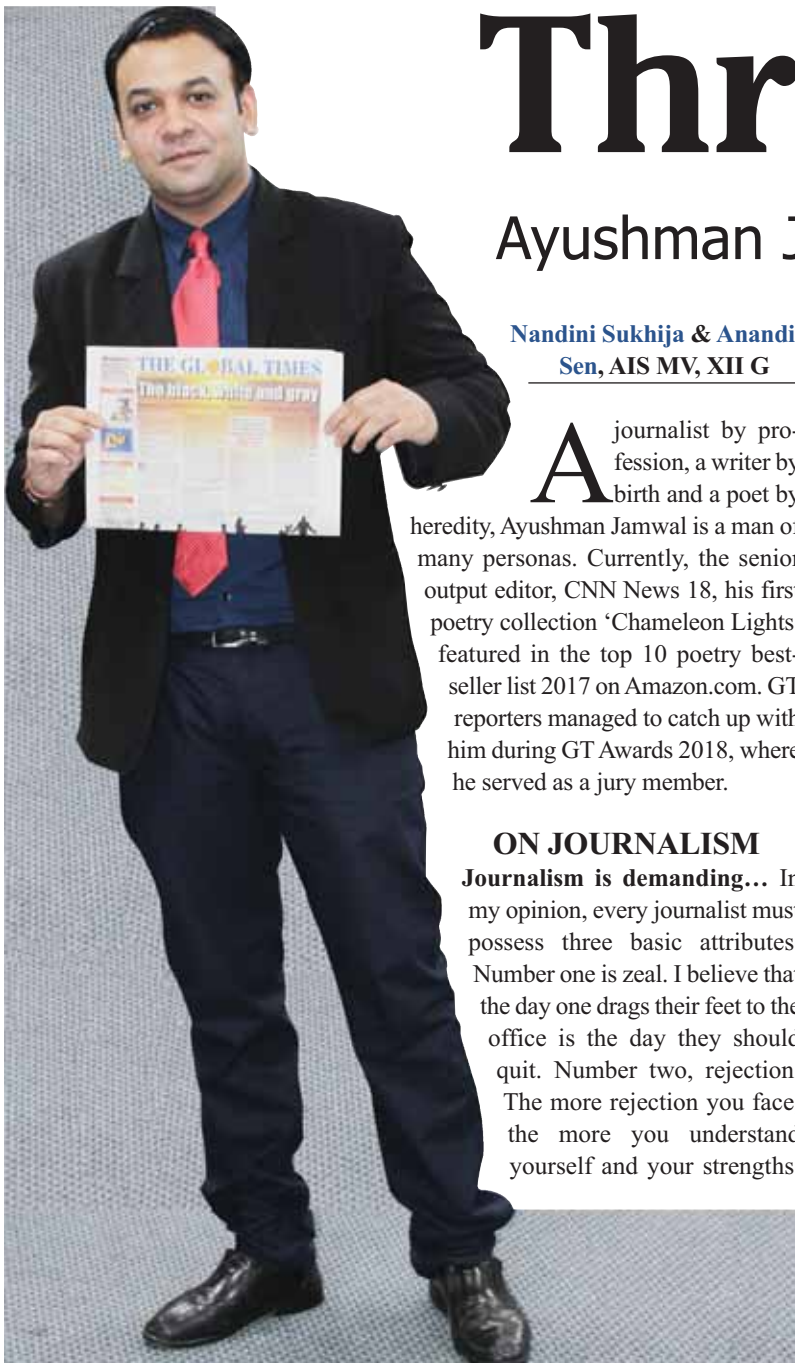 Thr
Ayushman J
Nandini Sukhija & Anandi
Sen, AIS MV, XII G
A journalist by pro-
fession, a writer by
birth and a poet by
heredity, Ayushman Jamwal is a man of
many personas. Currently, the senior
output editor, CNN News 18, his first
poetry collection ‘Chameleon Lights
featured in the top 10 poetry best-
seller list 2017 on Amazon.com. GT
reporters managed to catch up with
him during GT Awards 2018, where
he served as a jury member.
ON JOURNALISM
Journalism is demanding… In
my opinion, every journalist must
possess three basic attributes
Number one is zeal. I believe that
the day one drags their feet to the
office is the day they should
quit. Number two, rejection
The more rejection you face
the more you understand
yourself and your strengths
THE GLOBAL TIMES
The black, white and gray